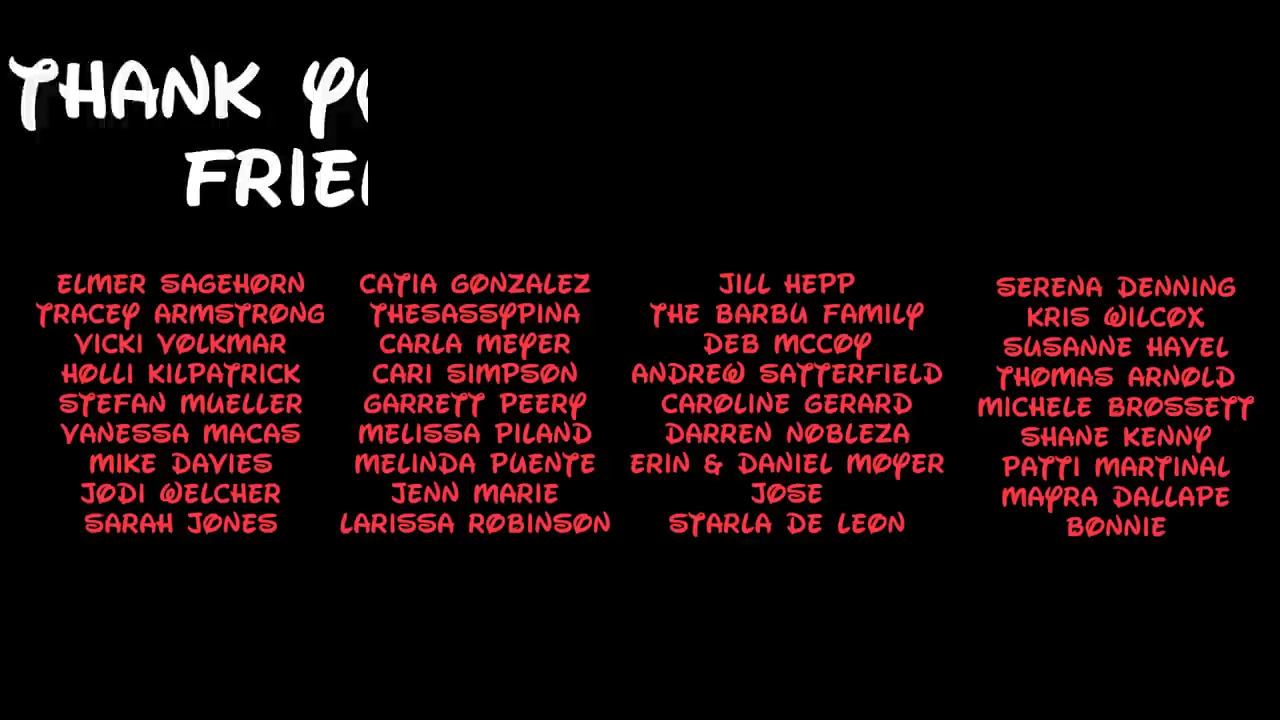 THANK YO
FRIE
ELMER SAGEHORN
TRACEY ARMSTRONG
VICKI VOLKMAR
HOLLI KILPATRICK
STEFAN MUELLER
VANESSA MACAS
MIKE DAVIES
JODI WELCHER
SARAH JONES
CATIA GONZALEZ
THESASSYPINA
CARLA MEYER
CARI SIMPSON
GARRETT PEERY
MELISSA PILAND
MELINDA PUENTE
JENN MARIE
LARISSA ROBINSON
JILL HEPP
THE BARBU FAMILY
DEB MCCOY
ANDREW SATTERFIELD
CAROLINE GERARD
DARREN NOBLEZA
ERIN & DANIEL MOYER
JOSE
STARLA DE LEON
SERENA DENNING
KRIS WILCOX
SUSANNE HAVEL
THOMAS ARNOLD
MICHELE BROSSETT
SHANE KENNY
PATTI MARTINAL
MAYRA DALLAPE
BONNIE